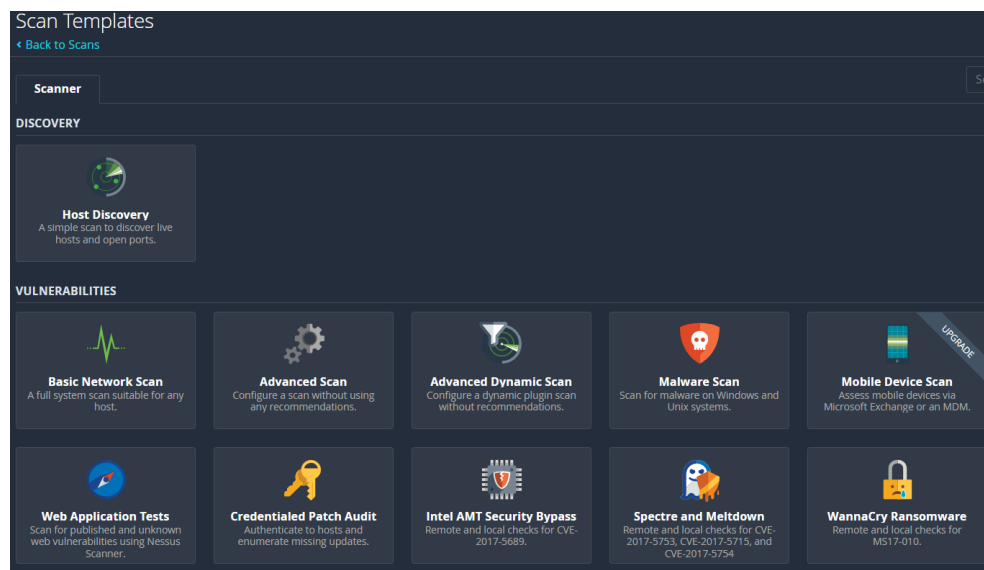 Scan Templates
‹ Back to Scans
Scanner
DISCOVERY
Host Discovery
A simple scan to discover live
hosts and open ports.
VULNERABILITIES
Basic Network Scan
A full system scan suitable for any
host.
Advanced Scan
Configure a scan without using
any recommendations.
Advanced Dynamic Scan
Configure a dynamic plugin scan
without recommendations.
Malware Scan
Scan for malware on Windows and
Unix systems.
UPGRADE
Mobile Device Scan
Assess mobile devices via
Microsoft Exchange or an MDM.
Web Application Tests
Scan for published and unknown
web vulnerabilities using Nessus
Scanner.
Credentialed Patch Audit
Authenticate to hosts and
enumerate missing updates.
Intel AMT Security Bypass
Remote and local checks for CVE-
2017-5689.
Spectre and Meltdown
Remote and local checks for CVE-
2017-5753, CVE-2017-5715, and
CVE-2017-5754
WannaCry Ransomware
Remote and local checks for
MS17-010.